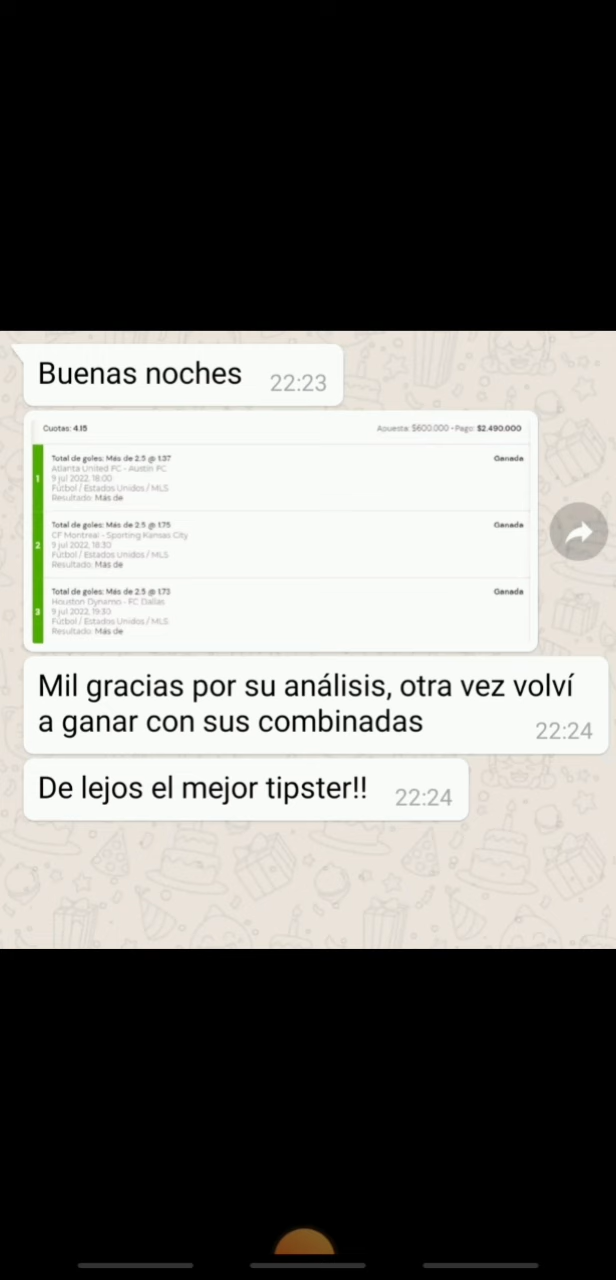 Buenas noches 22:23
Cuotas: 4.15 Apuesta: $600.000 • Pago: $2.490.000
Total de goles: Más de 2.5 @ 1.37 Ganada
Atlanta United FC - Austin FC
9 jul 2022, 18:00
Fútbol / Estados Unidos / MLS
Resultado: Más de
1
Total de goles: Más de 2.5 @ 1.75 Ganada
CF Montreal - Sporting Kansas City
9 jul 2022, 18:30
Fútbol / Estados Unidos / MLS
Resultado: Más de
2
Total de goles: Más de 2.5 @ 1.73 Ganada
Houston Dynamo - FC Dallas
9 jul 2022, 19:30
Fútbol / Estados Unidos / MLS
Resultado: Más de
3
Mil gracias por su análisis, otra vez volví
a ganar con sus combinadas 22:24
De lejos el mejor tipster!! 22:24